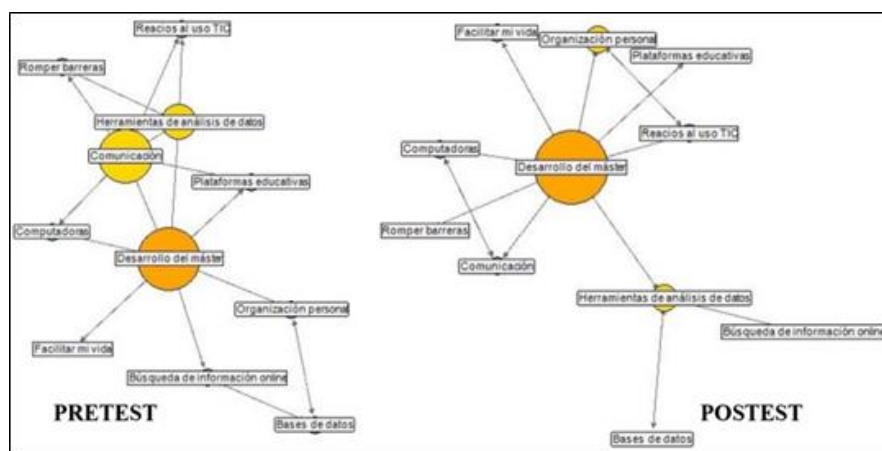 Reacios al uso TIC
Romper barreras
Herramientas de análisis de datos
Comunicación
Plataformas educativas
Computadoras
Desarrollo del máster
Organización personal
Facilitar mi vida
Búsqueda de información online
Bases de datos
PRETEST
Facilitar mi vida
Organización personal
Plataformas educativas
Reacios al uso TIC
Computadoras
Desarrollo del máster
Romper barreras
Comunicación
Herramientas de análisis de datos
Búsqueda de información online
Bases de datos
POSTEST